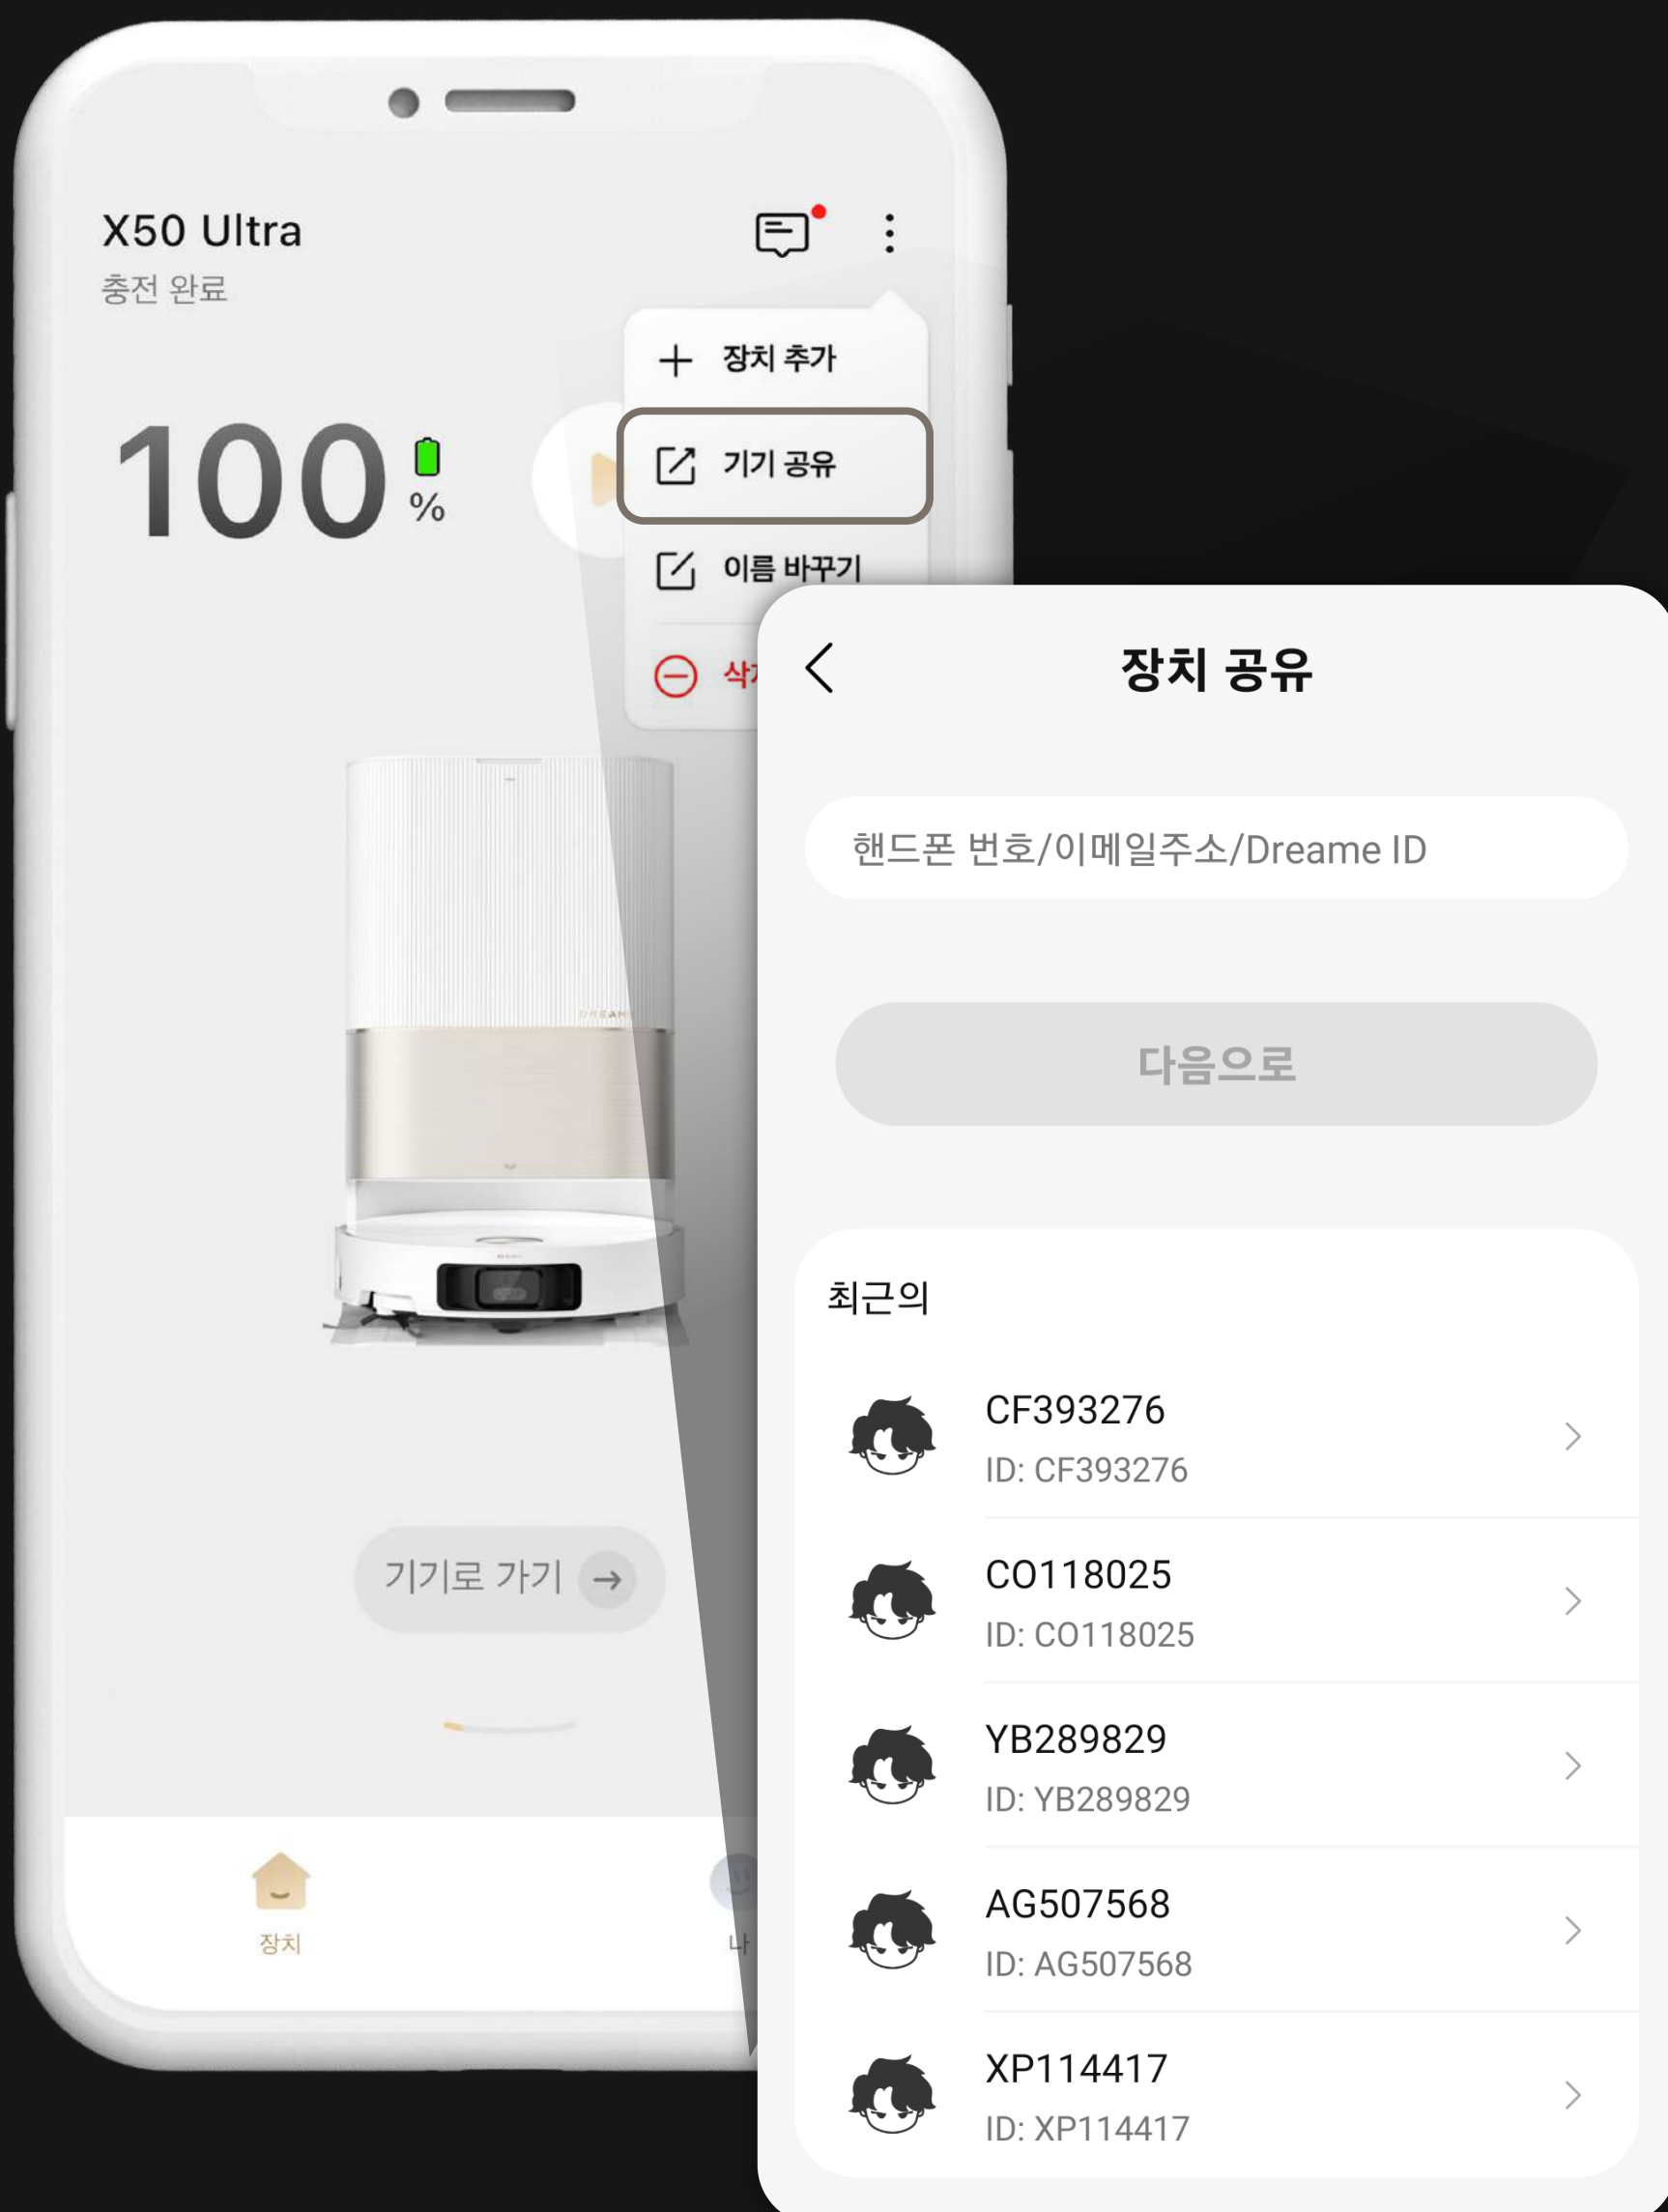 X50 Ultra
충전 완료
100
%
장치 추가
기기 공유
이름 바꾸기
DREAM
기기로 가기
장치
나
장치 공유
핸드폰 번호/이메일주소/Dreame ID
다음으로
최근의
CF393276
ID: CF393276
CO118025
ID: CO118025
YB289829
ID: YB289829
AG507568
ID: AG507568
XP114417
ID: XP114417